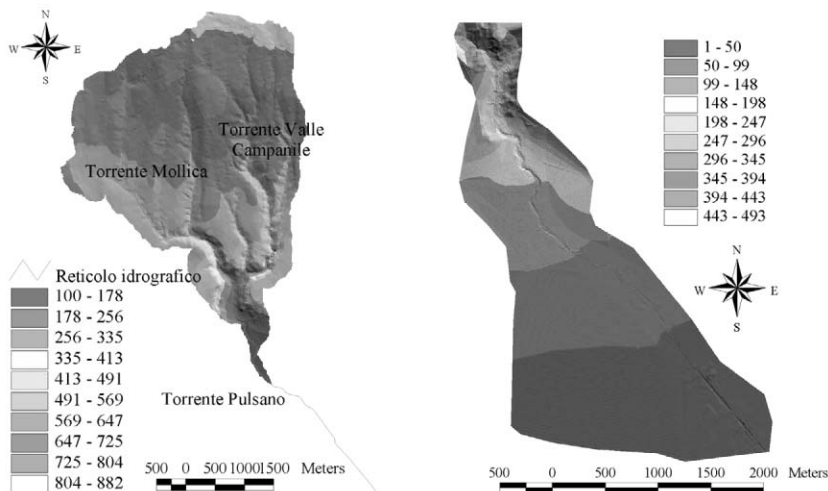 N
W E
S
Torrente Valle
Campanile
Torrente Mollica
Reticolo idrografico
100 - 178
178 - 256
256 - 335
335 - 413
413 - 491
491 - 569
569 - 647
647 - 725
725 - 804
804 - 882
Torrente Pulsano
500 0 500 1000 1500 Meters
1 - 50
50 - 99
99 - 148
148 - 198
198 - 247
247 - 296
296 - 345
345 - 394
394 - 443
443 - 493
N
W E
S
500 0 500 1000 1500 2000
Meters